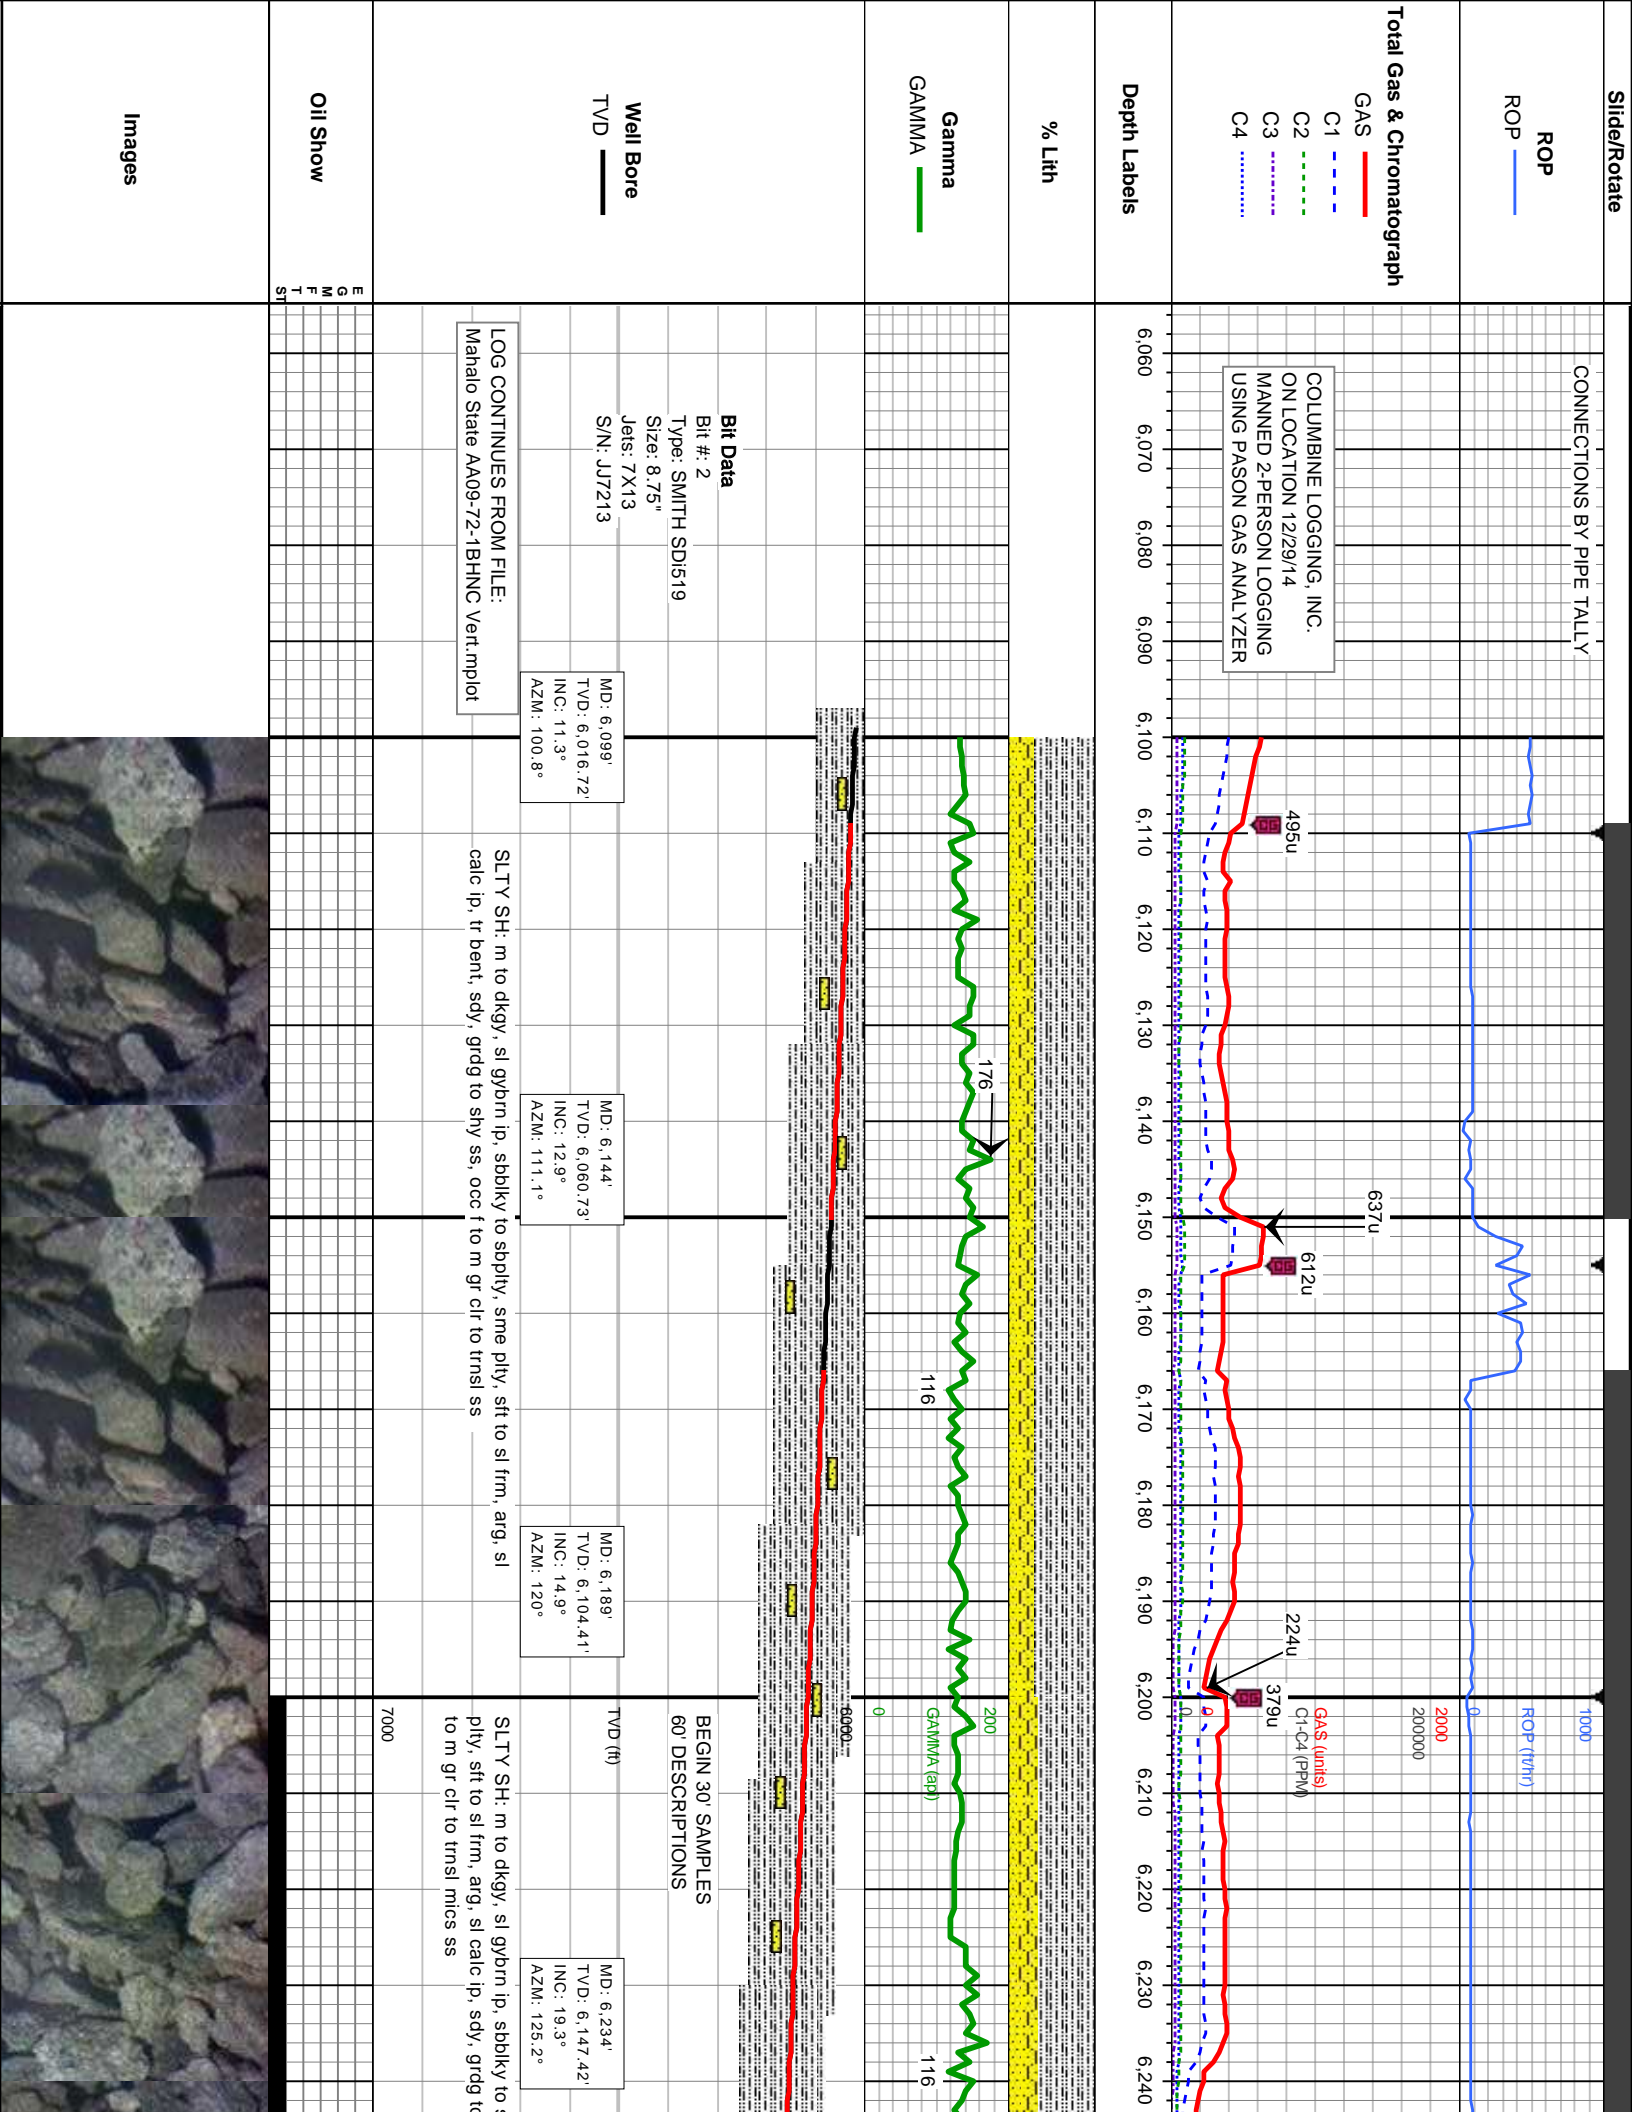 Slide/Rotate
ROP
ROP
Total Gas & Chromatograph
GAS
C1
C2
C3
C4
Depth Labels
% Lith
Gamma
GAMMA
Well Bore
TVD
Oil Show
E
G
M
F
T
ST
Images
CONNECTIONS BY PIPE TALLY
1000
ROP (ft/hr)
0
COLUMBINE LOGGING, INC.
ON LOCATION 12/29/14
MANNED 2-PERSON LOGGING
USING PASON GAS ANALYZER
495u
637u
612u
224u
379u
2000
200000
GAS (units)
C1-C4 (PPM)
0
0
6,060
6,070
6,080
6,090
6,100
6,110
6,120
6,130
6,140
6,150
6,160
6,170
6,180
6,190
6,200
6,210
6,220
6,230
6,240
176
116
116
200
GAMMA (api)
0
6000
TVD (ft)
7000
Bit Data
Bit #: 2
Type: SMITH SDi519
Size: 8.75"
Jets: 7X13
S/N: JJ7213
LOG CONTINUES FROM FILE:
Mahalo State AA09-72-1BHNC Vert.mplot
MD: 6,099'
TVD: 6,016.72'
INC: 11.3°
AZM: 100.8°
MD: 6,144'
TVD: 6,060.73'
INC: 12.9°
AZM: 111.1°
MD: 6,189'
TVD: 6,104.41'
INC: 14.9°
AZM: 120°
MD: 6,234'
TVD: 6,147.42'
INC: 19.3°
AZM: 125.2°
SLTY SH: m to dkgy, sl gybrn ip, sbblky to sbplty, sme plty, sft to sl frm, arg, sl
calc ip, tr bent, sdy, grdg to shy ss, occ f to m gr clr to trnsl ss
BEGIN 30' SAMPLES
60' DESCRIPTIONS
SLTY SH: m to dkgy, sl gybrn ip, sbblky to
plty, sft to sl frm, arg, sl calc ip, sdy, grdg to
to m gr clr to trnsl mics ss